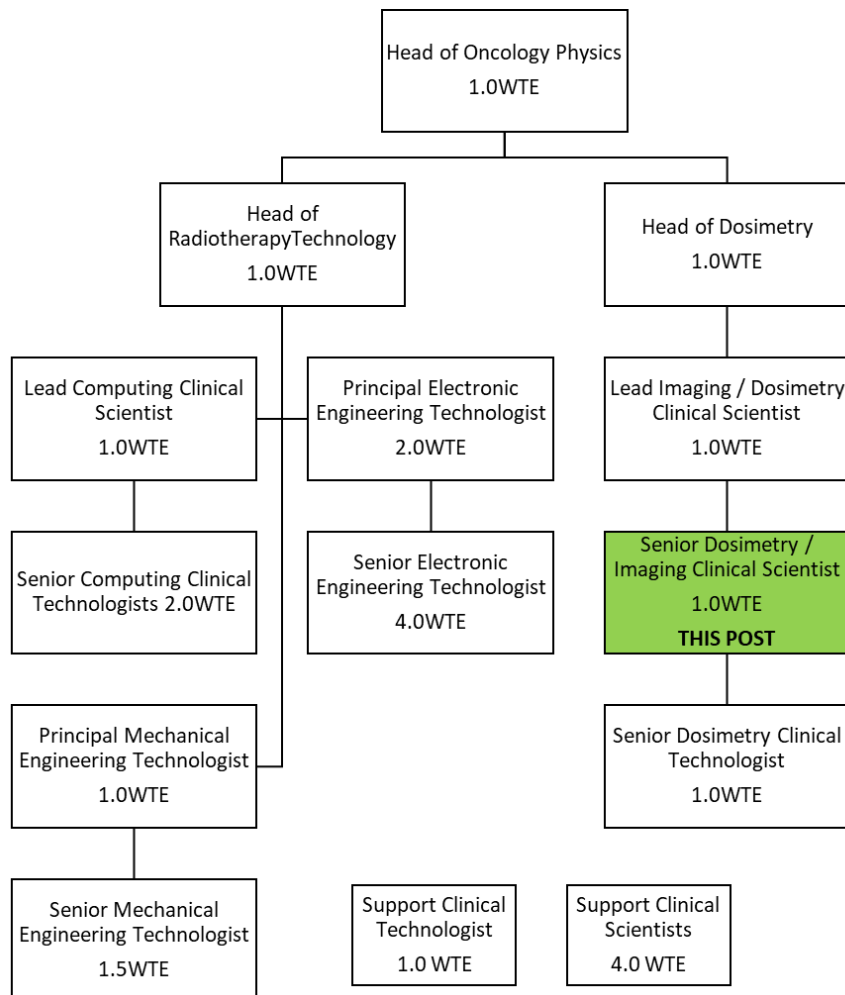 Head of Oncology Physics
1.0WTE
Head of
RadiotherapyTechnology
1.0WTE
Head of Dosimetry
1.0WTE
Lead Computing Clinical
Scientist
1.0WTE
Principal Electronic
Engineering Technologist
2.0WTE
Lead Imaging / Dosimetry
Clinical Scientist
1.0WTE
Senior Computing Clinical
Technologists 2.0WTE
Senior Electronic
Engineering Technologist
4.0WTE
Senior Dosimetry /
Imaging Clinical Scientist
1.0WTE
THIS POST
Principal Mechanical
Engineering Technologist
1.0WTE
Senior Dosimetry Clinical
Technologist
1.0WTE
Senior Mechanical
Engineering Technologist
1.5WTE
Support Clinical
Technologist
1.0 WTE
Support Clinical
Scientists
4.0 WTE